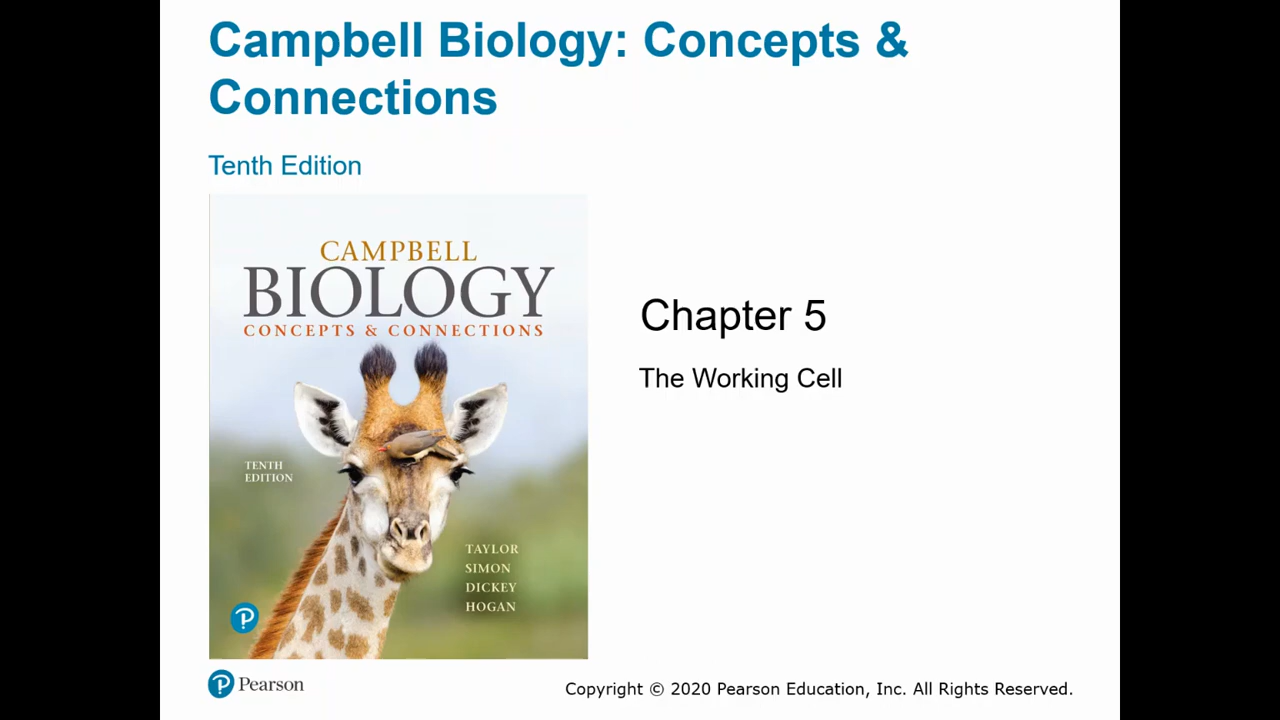 Campbell Biology: Concepts &
Connections
Tenth Edition
CAMPBELL
BIOLOGY
CONCEPTS & CONNECTIONS
TENTH
EDITION
TAYLOR
SIMON
DICKEY
HOGAN
Chapter 5
The Working Cell
P
Pearson
Copyright © 2020 Pearson Education, Inc. All Rights Reserved.